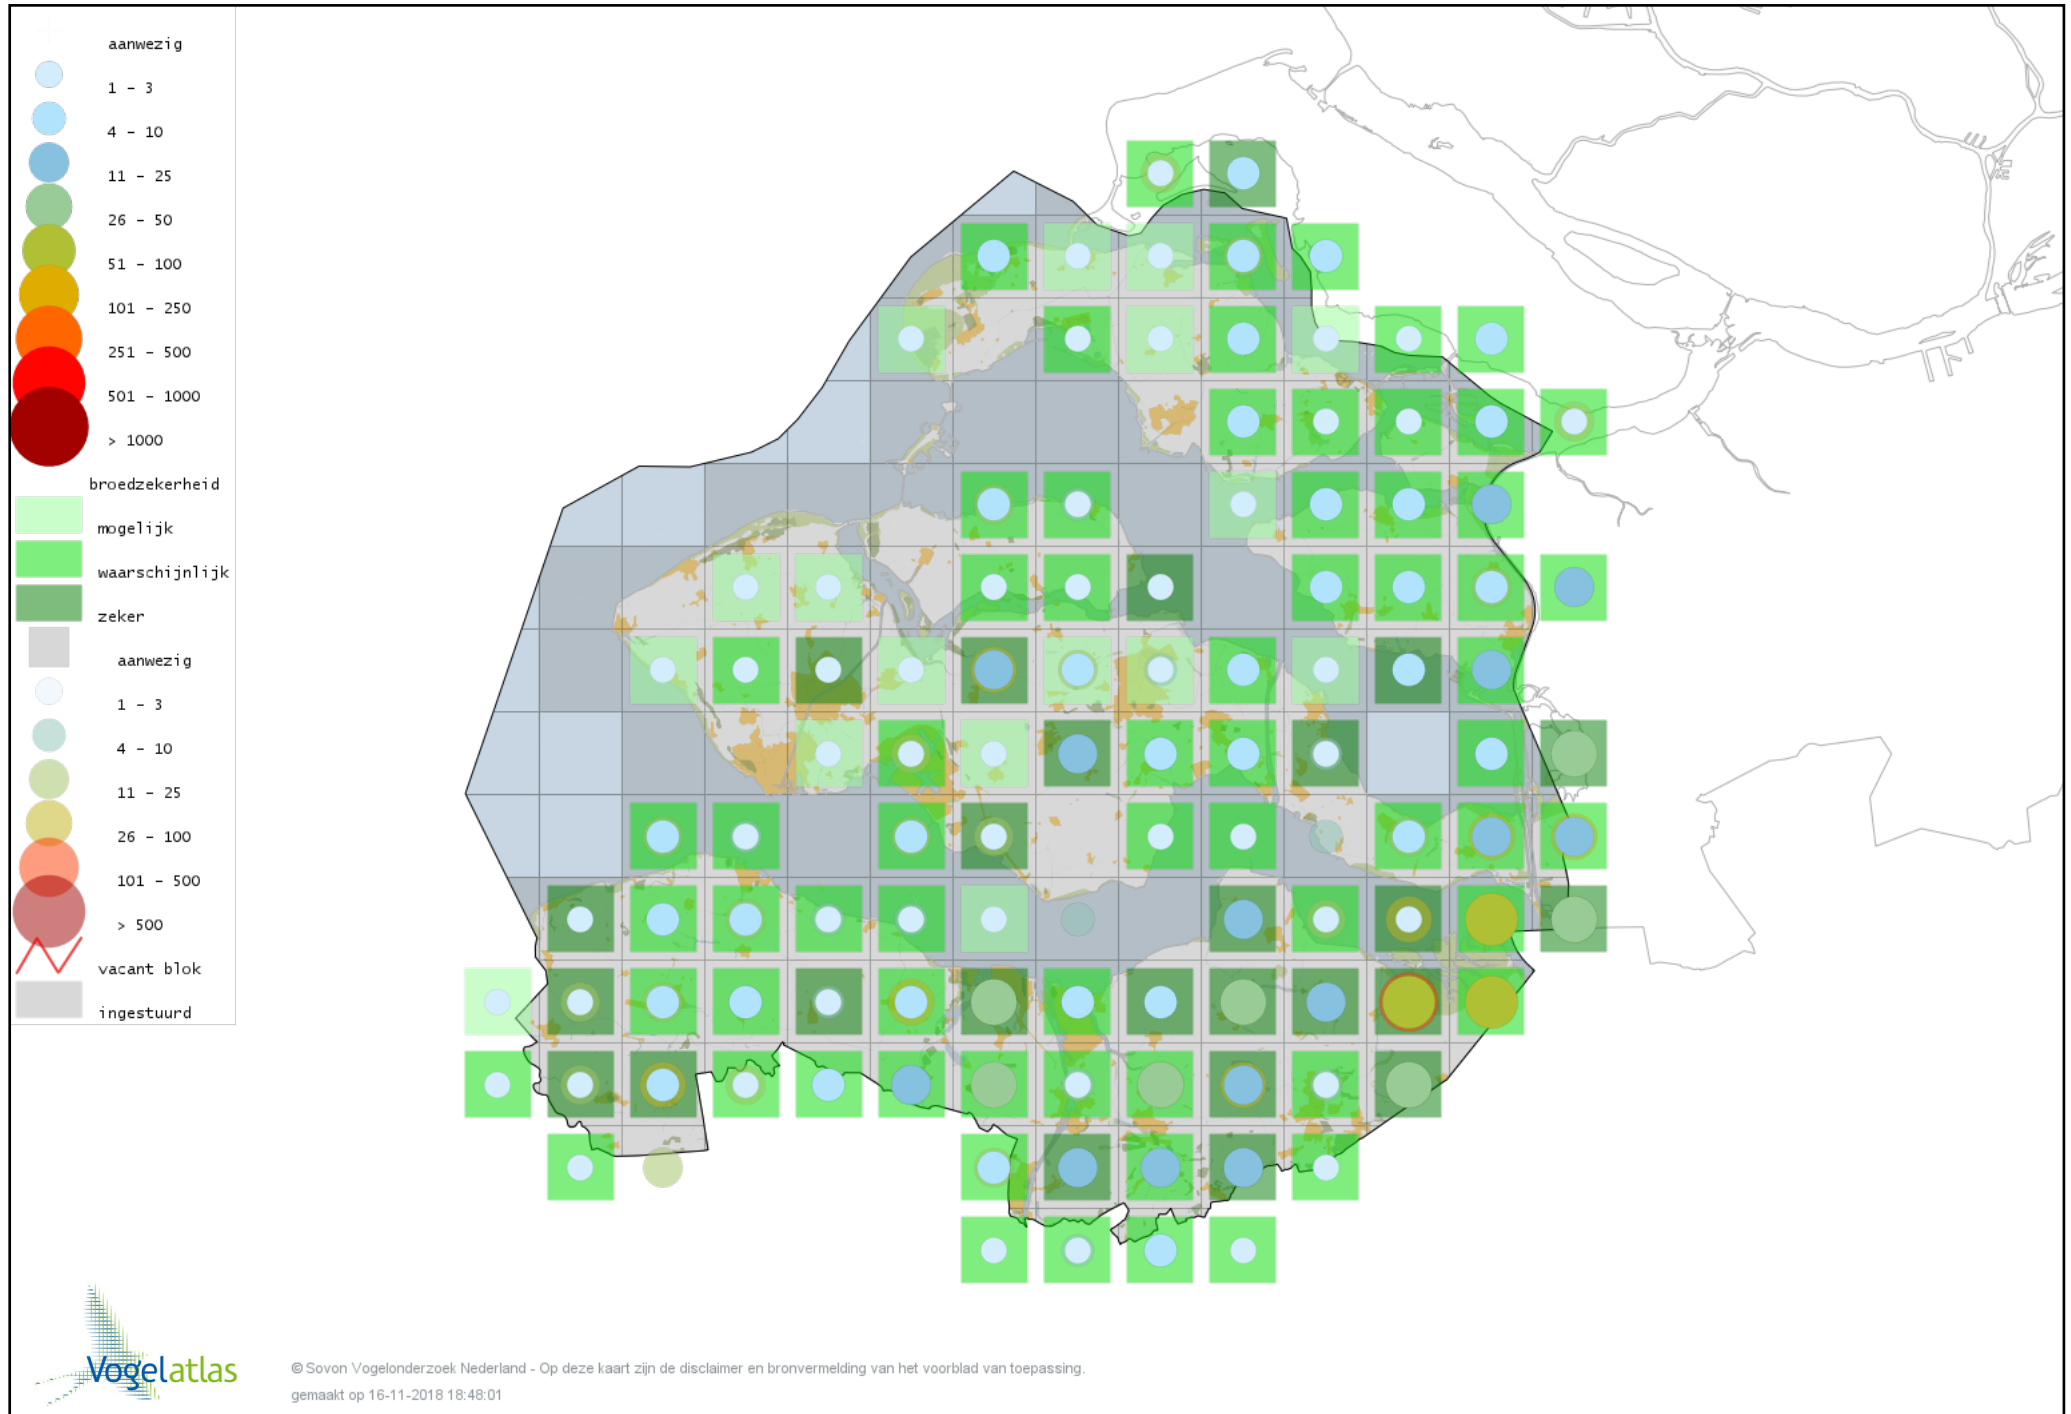 aanwezig
1 - 3
4 - 10
11 - 25
26 - 50
51 - 100
101 - 250
251 - 500
501 - 1000
> 1000
broedzekerheid
mogelijk
waarschijnlijk
zeker
aanwezig
1 - 3
4 - 10
11 - 25
26 - 100
101 - 500
> 500
vacant blok
ingestuurd
Vogelatlas
© Sovon Vogelonderzoek Nederland - Op deze kaart zijn de disclaimer en bronvermelding van het voorblad van toepassing.
gemaakt op 16-11-2018 18:48:01